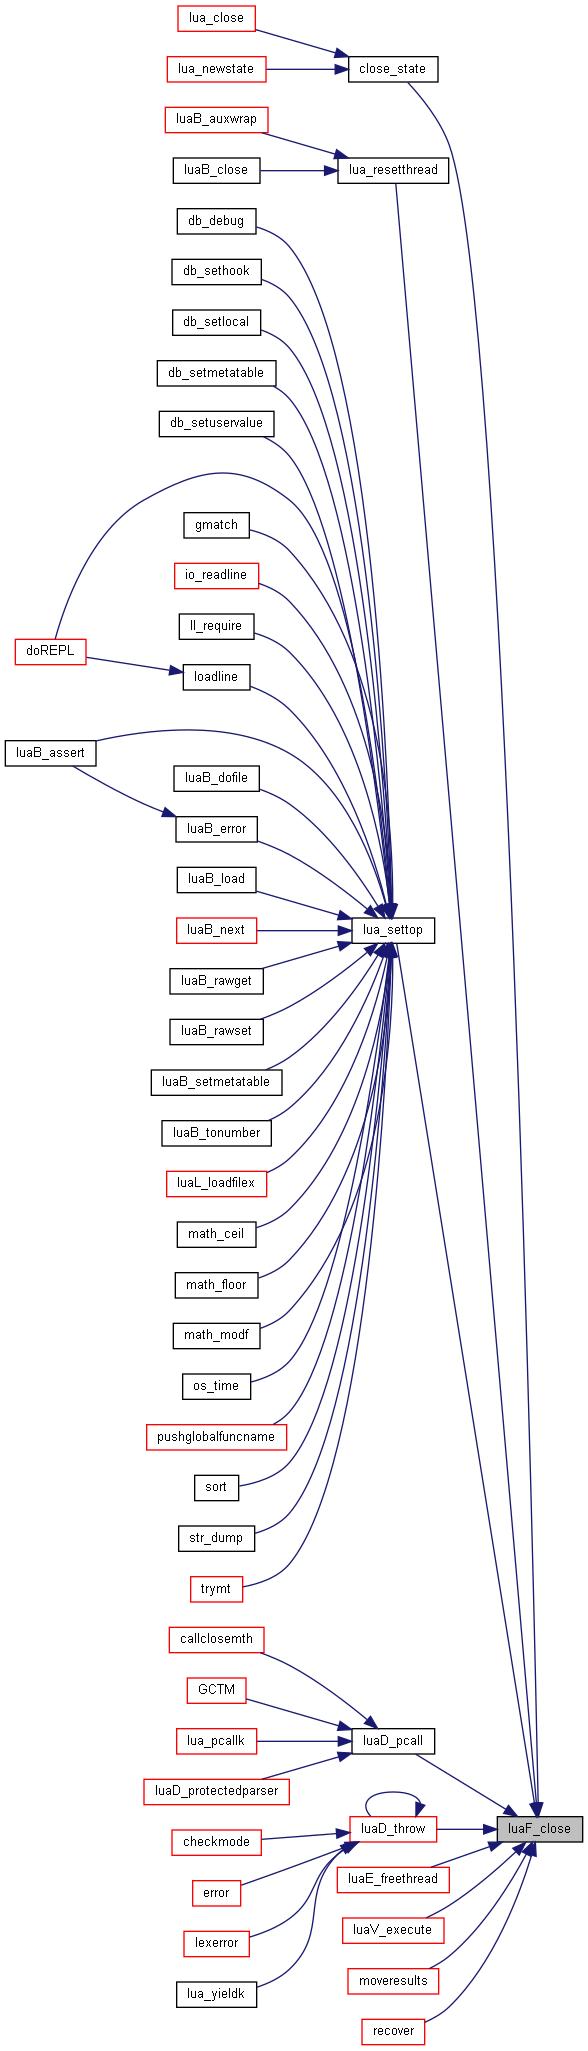 lua_close
lua_newstate
close_state
luaB_auxwrap
luaB_close
lua_resetthread
db_debug
db_sethook
db_setlocal
db_setmetatable
db_setuservalue
gmatch
io_readline
ll_require
doREPL
loadline
luaB_assert
luaB_dofile
luaB_error
luaB_load
luaB_next
lua_settop
luaB_rawget
luaB_rawset
luaB_setmetatable
luaB_tonumber
luaL_loadfilex
math_ceil
math_floor
math_modf
os_time
pushglobalfuncname
sort
str_dump
trymt
callclosemth
GCTM
lua_pcallk
luaD_pcall
luaD_protectedparser
luaD_throw
luaF_close
checkmode
luaE_freethread
error
luaV_execute
lexerror
moveresults
lua_yieldk
recover